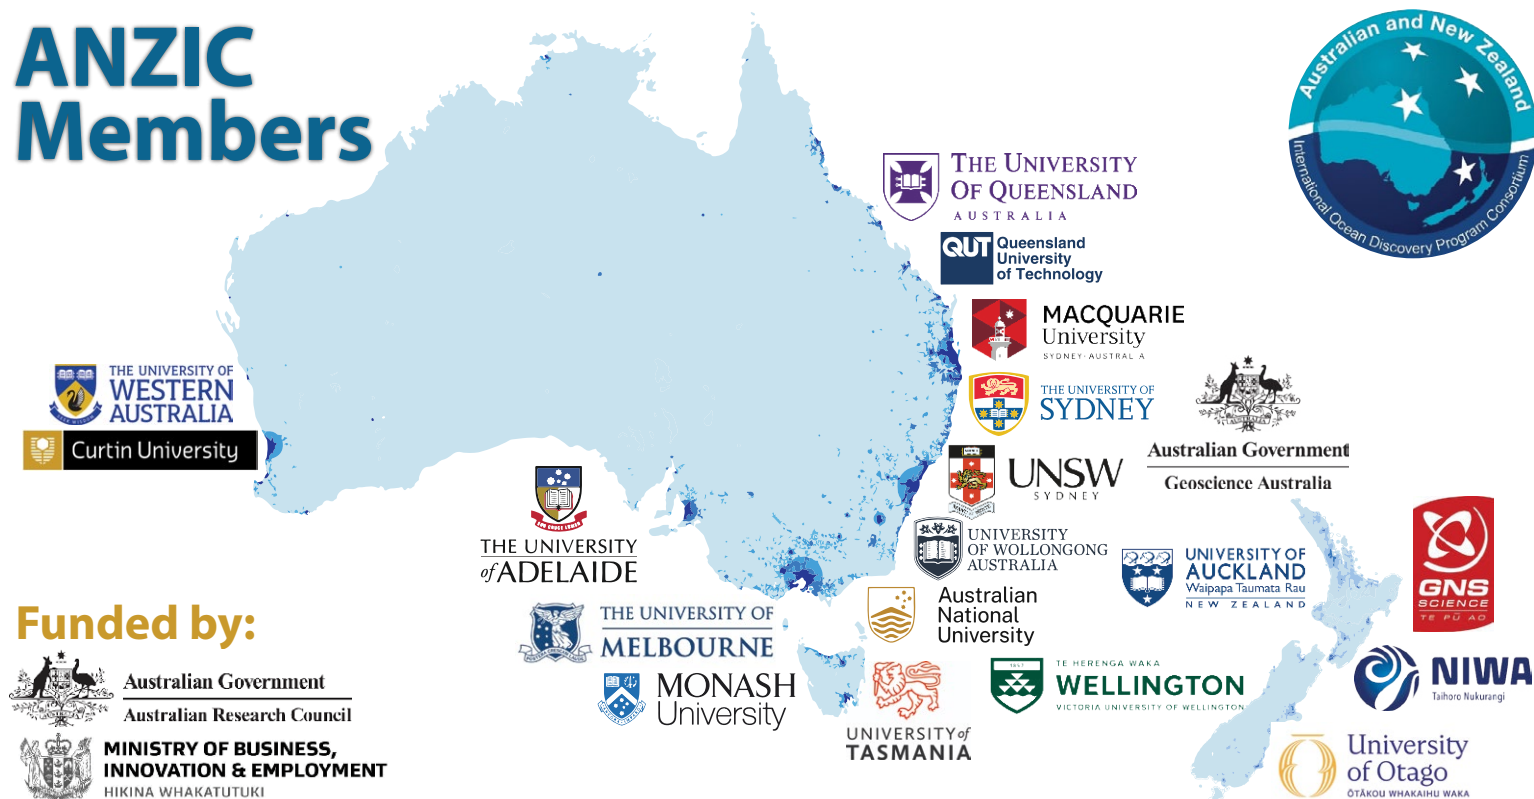 ANZIC
Members
Australian and New Zealand
International Ocean Discovery Program Consortium
THE UNIVERSITY
OF QUEENSLAND
AUSTRALIA
QUT
Queensland
University
of Technology
MACQUARIE
University
SYDNEY·AUSTRAL A
THE UNIVERSITY OF
SYDNEY
Australian Government
Geoscience Australia
THE UNIVERSITY OF
WESTERN
AUSTRALIA
Curtin University
UNSW
SYDNEY
THE UNIVERSITY
of ADELAIDE
UNIVERSITY
OF WOLLONGONG
AUSTRALIA
UNIVERSITY OF
AUCKLAND
Waipapa Taumata Rau
NEW ZEALAND
GNS
SCIENCE
TE PŪ AO
Australian
National
University
THE UNIVERSITY OF
MELBOURNE
MONASH
University
UNIVERSITY of
TASMANIA
1897
TE HERENGA WAKA
WELLINGTON
VICTORIA UNIVERSITY OF WELLINGTON
NIWA
Taihoro Nukurangi
University
of Otago
ŌTĀKOU WHAKAIHU WAKA
Funded by:
Australian Government
Australian Research Council
MINISTRY OF BUSINESS,
INNOVATION & EMPLOYMENT
HIKINA WHAKATUTUKI